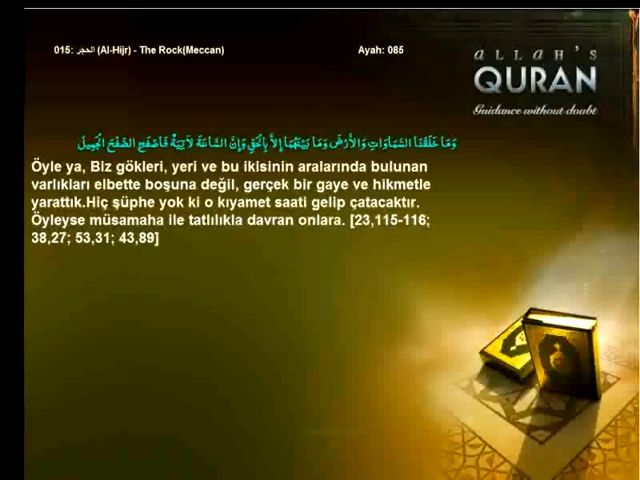 015: الحجر (Al-Hijr) - The Rock(Meccan)
Ayah: 085
ALLAH'S
QURAN
Guidance without doubt
وَمَا خَلَقْنَا السَّمَاوَاتِ وَالْأَرْضَ وَمَا بَيْنَهُمَا إِلَّا بِالْحَقِّ وَإِنَّ السَّاعَةَ لَآتِيَةٌ فَاصْفَحِ الصَّفْحَ الْجَمِيلَ
Öyle ya, Biz gökleri, yeri ve bu ikisinin aralarında bulunan
varlıkları elbette boşuna değil, gerçek bir gaye ve hikmetle
yarattık.Hiç şüphe yok ki o kıyamet saati gelip çatacaktır.
Öyleyse müsamaha ile tatlılıkla davran onlara. [23,115-116;
38,27; 53,31; 43,89]